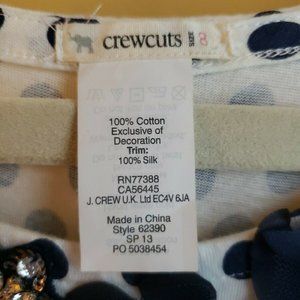 crewcuts
SIZE 8
100% Cotton
Exclusive of
Decoration
Trim:
100% Silk
RN77388
CA56445
J. CREW U.K. Ltd EC4V 6JA
Made in China
Style 62390
SP 13
PO 5038454